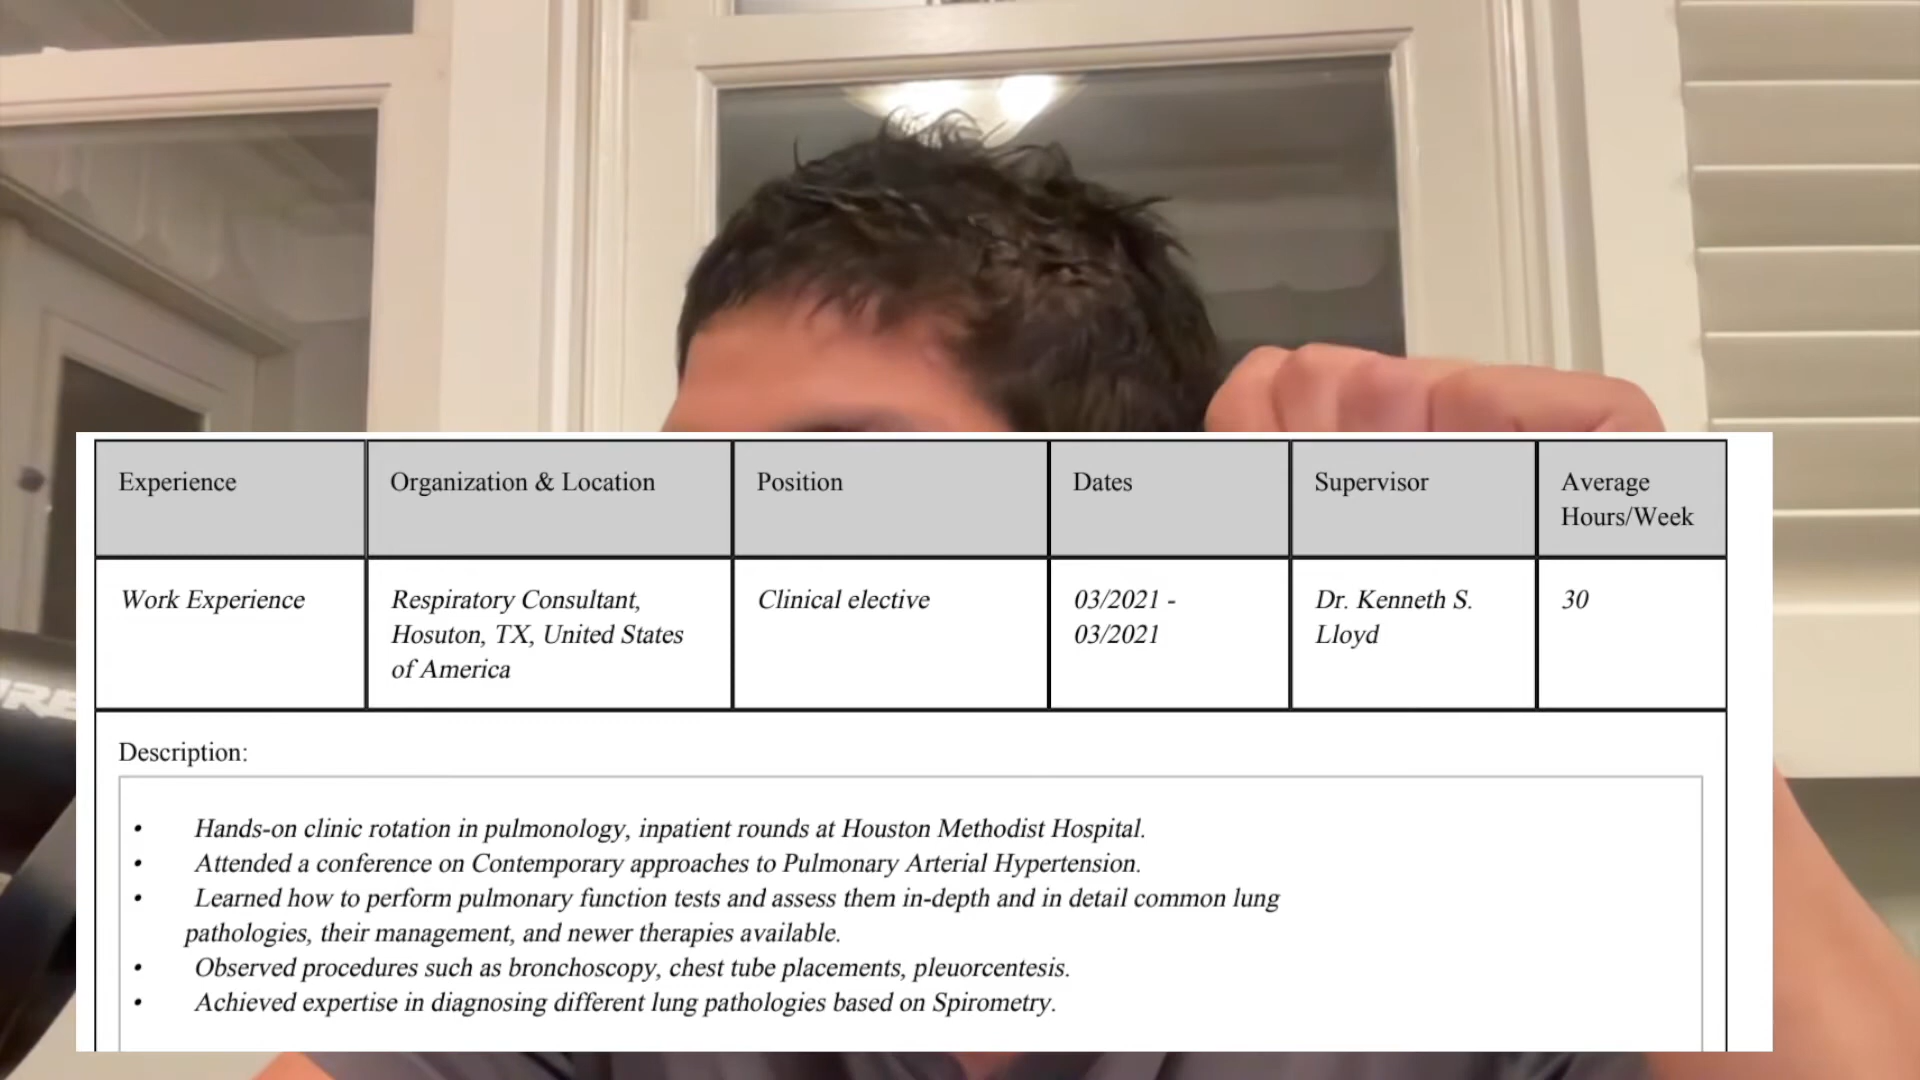 Experience
Organization & Location
Position
Dates
Supervisor
Average
Hours/Week
Work Experience
Respiratory Consultant,
Hosuton, TX, United States
of America
Clinical elective
03/2021 -
03/2021
Dr. Kenneth S.
Lloyd
30
Description:
• Hands-on clinic rotation in pulmonology, inpatient rounds at Houston Methodist Hospital.
• Attended a conference on Contemporary approaches to Pulmonary Arterial Hypertension.
• Learned how to perform pulmonary function tests and assess them in-depth and in detail common lung
pathologies, their management, and newer therapies available.
• Observed procedures such as bronchoscopy, chest tube placements, pleuorcentesis.
• Achieved expertise in diagnosing different lung pathologies based on Spirometry.